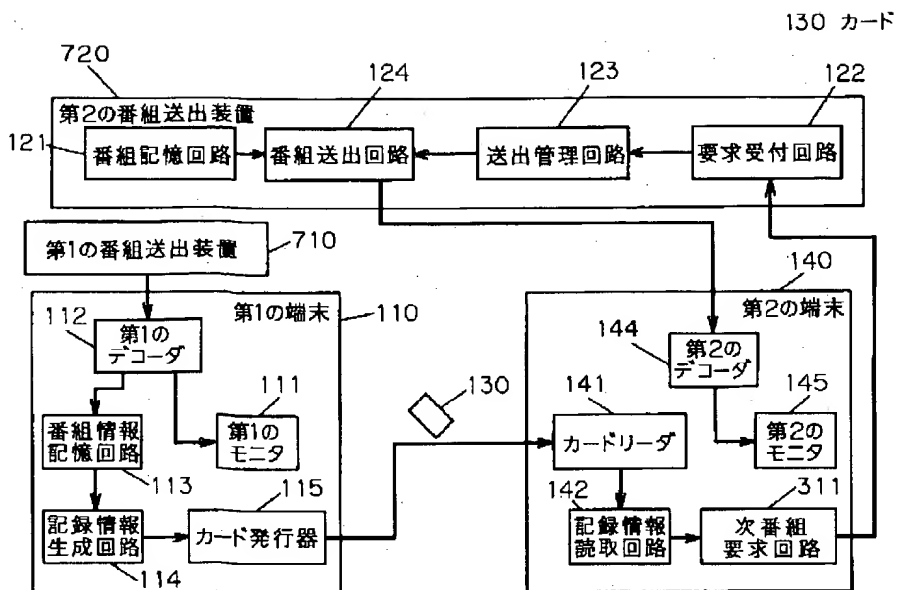 130 カード
720
124
123
122
第2の番組送出装置
121
番組記憶回路
番組送出回路
送出管理回路
要求受付回路
第1の番組送出装置
710
140
112
第1の
デコーダ
第1の端末
110
第2の端末
144
第2の
デコーダ
130
111
141
145
番組情報
記憶回路
第1の
モニタ
カードリーダ
第2の
モニタ
113
115
142
311
記録情報
生成回路
カード発行器
記録情報
読取回路
次番組
要求回路
114